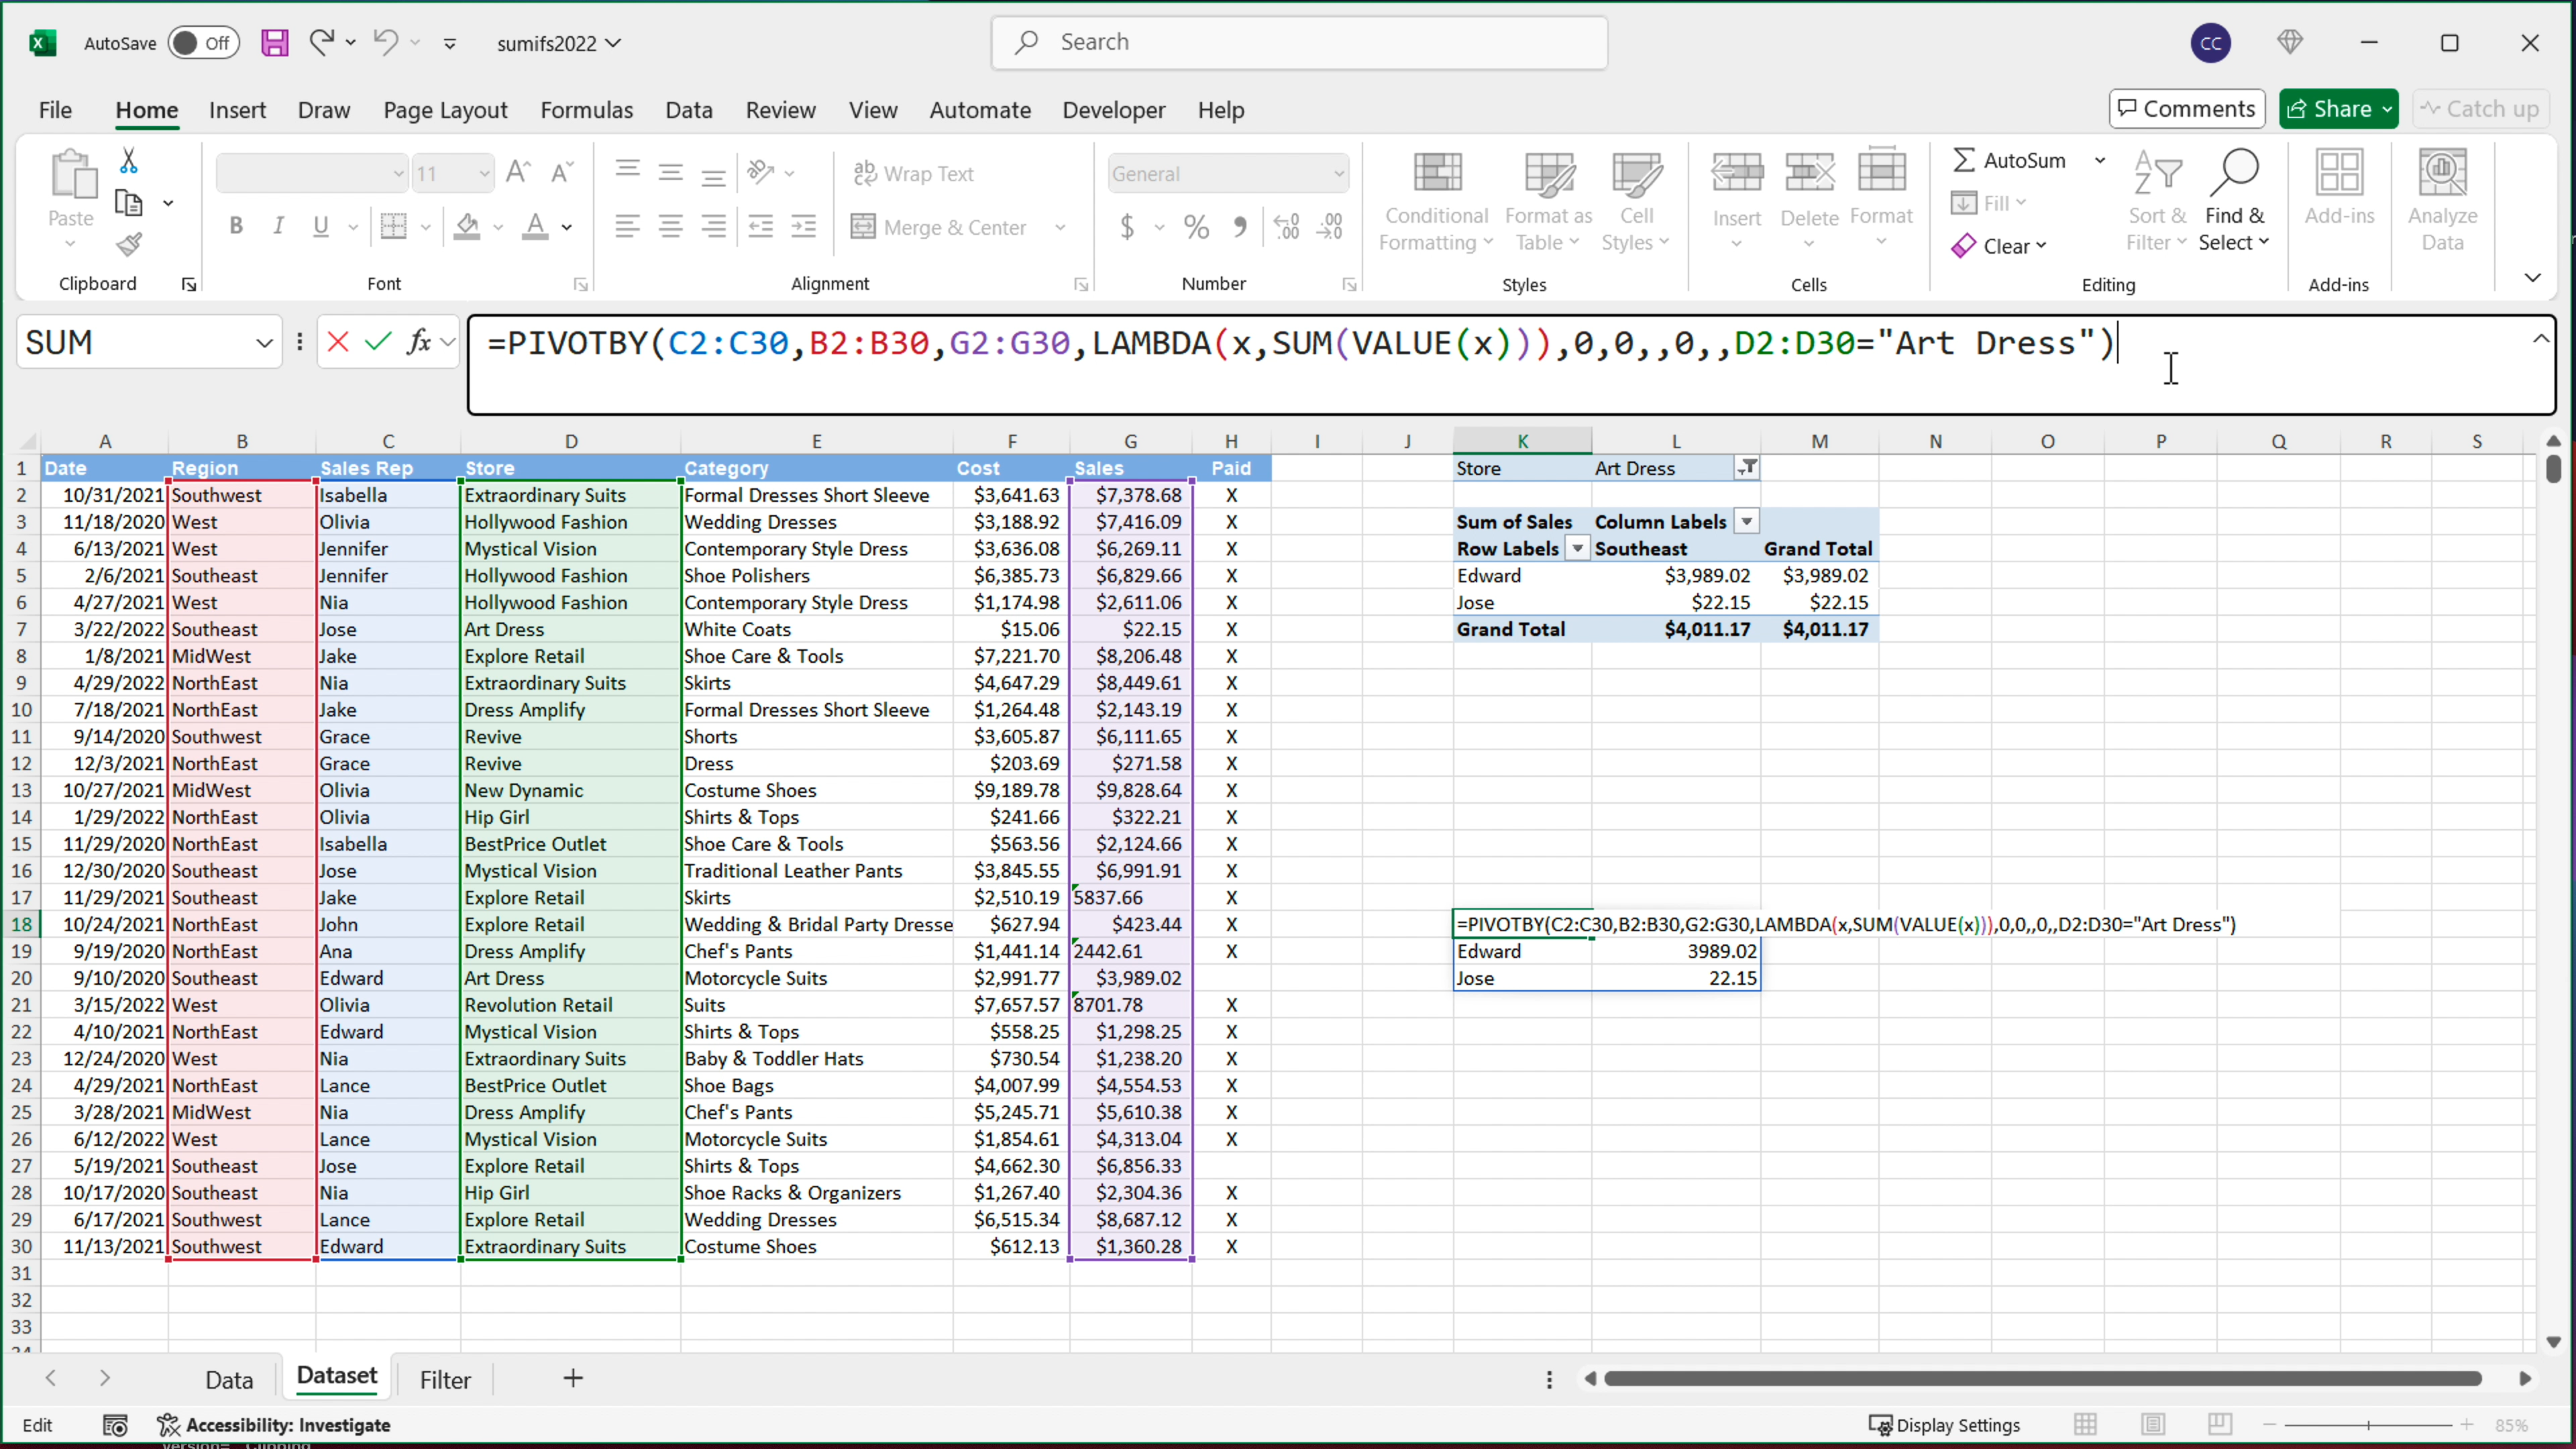 AutoSave Off sumifs2022 Search CC
File Home Insert Draw Page Layout Formulas Data Review View Automate Developer Help Comments Share Catch up
Paste 11 Wrap Text General Conditional Formatting Format as Table Cell Styles Insert Delete Format AutoSum Sort & Filter Find & Select Add-ins Analyze Data
B I U Merge & Center $ % Fill Clear
Clipboard Font Alignment Number Styles Cells Editing Add-ins
SUM fx =PIVOTBY(C2:C30,B2:B30,G2:G30,LAMBDA(x,SUM(VALUE(x))),0,0,,0,,D2:D30="Art Dress")
A B C D E F G H I J K L M N O P Q R S
1 Date Region Sales Rep Store Category Cost Sales Paid Store Art Dress
2 10/31/2021 Southwest Isabella Extraordinary Suits Formal Dresses Short Sleeve $3,641.63 $7,378.68 X
3 11/18/2020 West Olivia Hollywood Fashion Wedding Dresses $3,188.92 $7,416.09 X Sum of Sales Column Labels
4 6/13/2021 West Jennifer Mystical Vision Contemporary Style Dress $3,636.08 $6,269.11 X Row Labels Southeast Grand Total
5 2/6/2021 Southeast Jennifer Hollywood Fashion Shoe Polishers $6,385.73 $6,829.66 X Edward $3,989.02 $3,989.02
6 4/27/2021 West Nia Hollywood Fashion Contemporary Style Dress $1,174.98 $2,611.06 X Jose $22.15 $22.15
7 3/22/2022 Southeast Jose Art Dress White Coats $15.06 $22.15 X Grand Total $4,011.17 $4,011.17
8 1/8/2021 MidWest Jake Explore Retail Shoe Care & Tools $7,221.70 $8,206.48 X
9 4/29/2022 NorthEast Nia Extraordinary Suits Skirts $4,647.29 $8,449.61 X
10 7/18/2021 NorthEast Jake Dress Amplify Formal Dresses Short Sleeve $1,264.48 $2,143.19 X
11 9/14/2021 Southwest Grace Revive Shorts $3,605.87 $6,111.65 X
12 12/3/2021 NorthEast Grace Revive Dress $203.69 $271.58 X
13 10/27/2021 MidWest Olivia New Dynamic Costume Shoes $9,189.78 $9,828.64 X
14 1/29/2022 NorthEast Olivia Hip Girl Shirts & Tops $241.66 $322.21 X
15 11/29/2020 NorthEast Isabella BestPrice Outlet Shoe Care & Tools $563.56 $2,124.66 X
16 12/30/2020 Southeast Jose Mystical Vision Traditional Leather Pants $3,845.55 $6,991.91 X
17 11/29/2021 Southeast Jake Explore Retail Skirts $2,510.19 5837.66 X
18 10/24/2021 NorthEast John Explore Retail Wedding & Bridal Party Dresse $627.94 $423.44 X =PIVOTBY(C2:C30,B2:B30,G2:G30,LAMBDA(x,SUM(VALUE(x))),0,0,,0,,D2:D30="Art Dress")
19 9/19/2020 NorthEast Ana Dress Amplify Chef's Pants $1,441.14 2442.61 X Edward 3989.02
20 9/10/2020 Southeast Edward Art Dress Motorcycle Suits $2,991.77 $3,989.02 Jose 22.15
21 3/15/2022 West Olivia Revolution Retail Suits $7,657.57 8701.78 X
22 4/10/2021 NorthEast Edward Mystical Vision Shirts & Tops $558.25 $1,298.25 X
23 12/24/2020 West Nia Extraordinary Suits Baby & Toddler Hats $730.54 $1,238.20 X
24 4/29/2021 NorthEast Lance BestPrice Outlet Shoe Bags $4,007.99 $4,554.53 X
25 3/28/2021 MidWest Nia Dress Amplify Chef's Pants $5,245.71 $5,610.38 X
26 6/12/2022 West Lance Mystical Vision Motorcycle Suits $1,854.61 $4,313.04 X
27 5/19/2021 Southeast Jose Explore Retail Shirts & Tops $4,662.30 $6,856.33
28 10/17/2020 Southeast Nia Hip Girl Shoe Racks & Organizers $1,267.40 $2,304.36 X
29 6/17/2021 Southwest Lance Explore Retail Wedding Dresses $6,515.34 $8,687.12 X
30 11/13/2021 Southwest Edward Extraordinary Suits Costume Shoes $612.13 $1,360.28 X
31
32
33
Data Dataset Filter
Edit Accessibility: Investigate Display Settings 85%